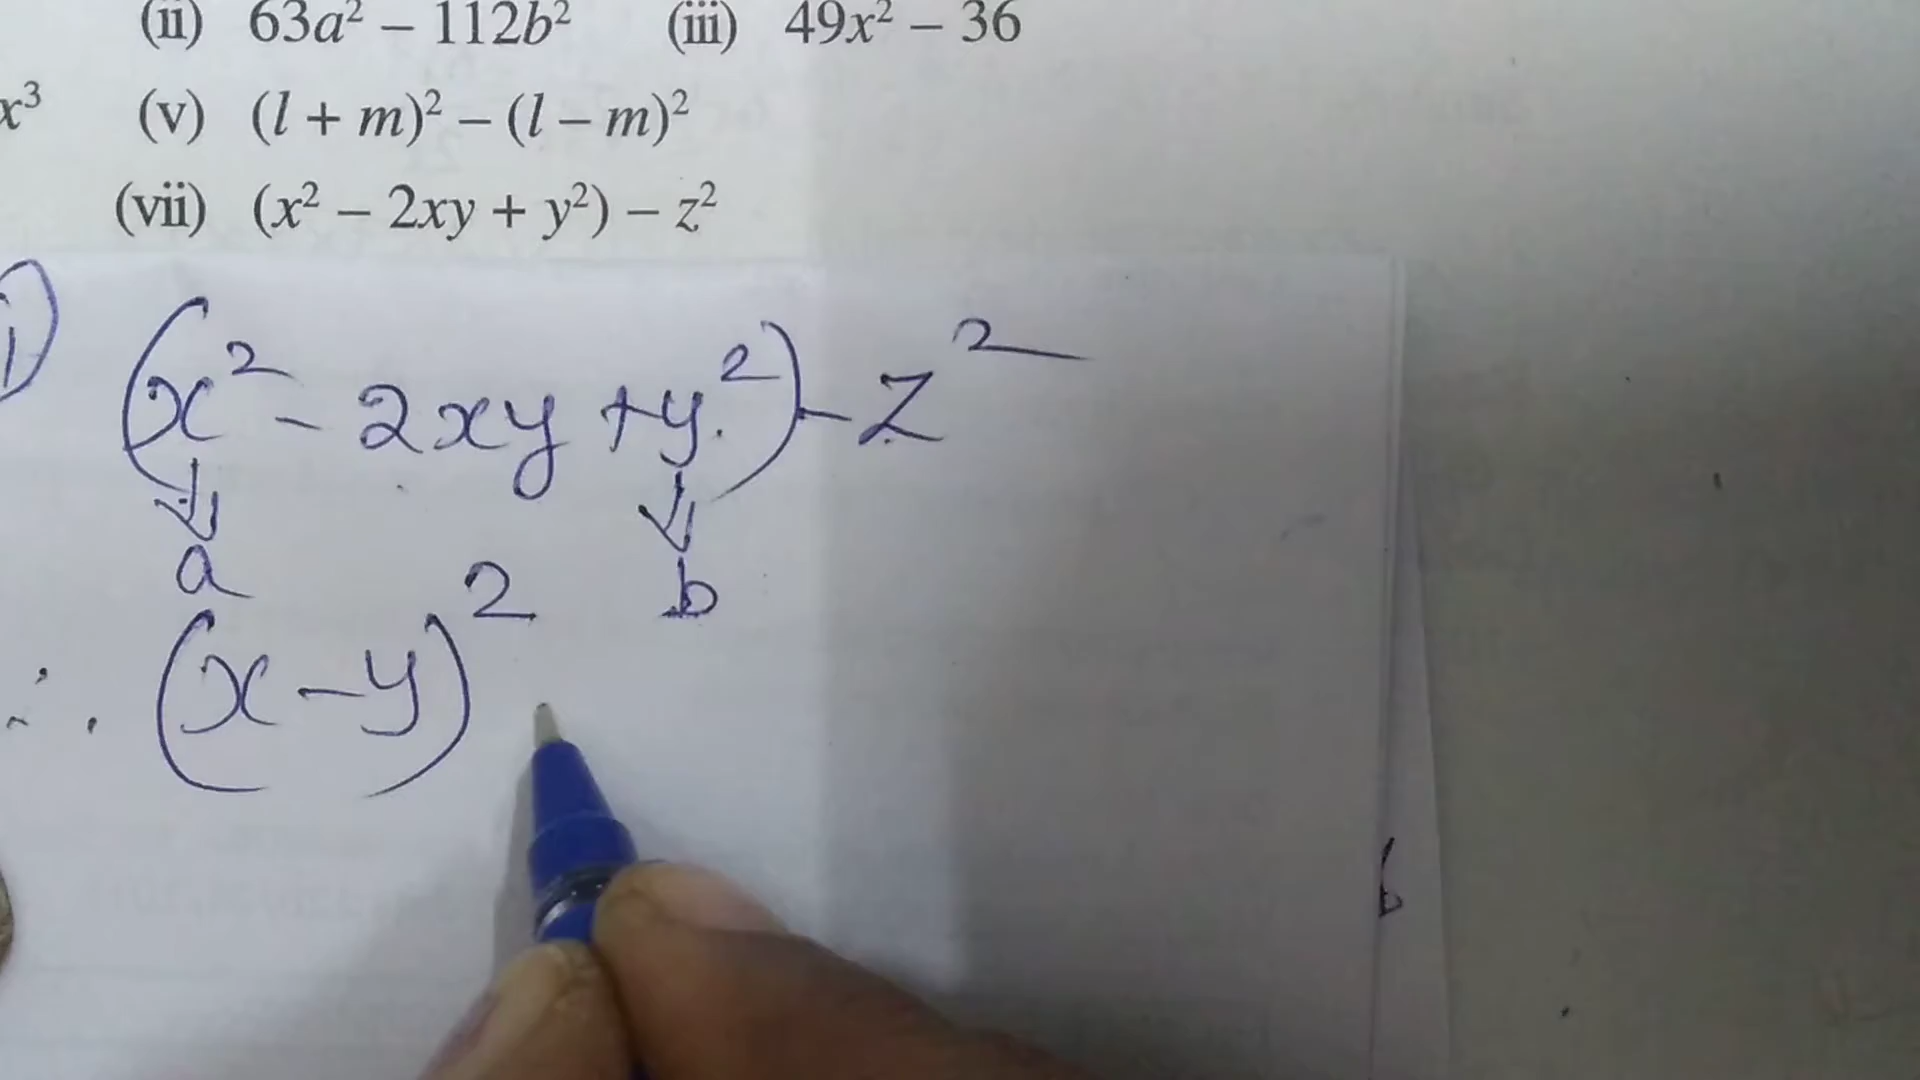 (ii) 63a² – 112b² (iii) 49x² – 36
x³ (v) (l + m)² – (l – m)²
(vii) (x² – 2xy + y²) – z²
(x² - 2xy + y²) - z²
a b
∴ (x - y)²
b